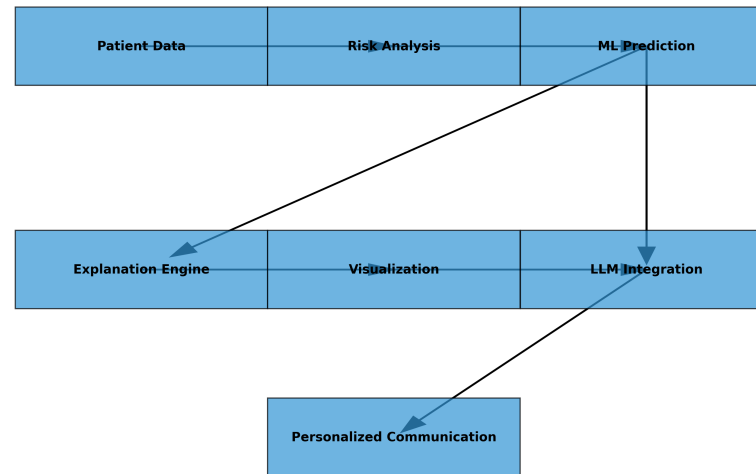 Patient Data
Risk Analysis
ML Prediction
Explanation Engine
Visualization
LLM Integration
Personalized Communication